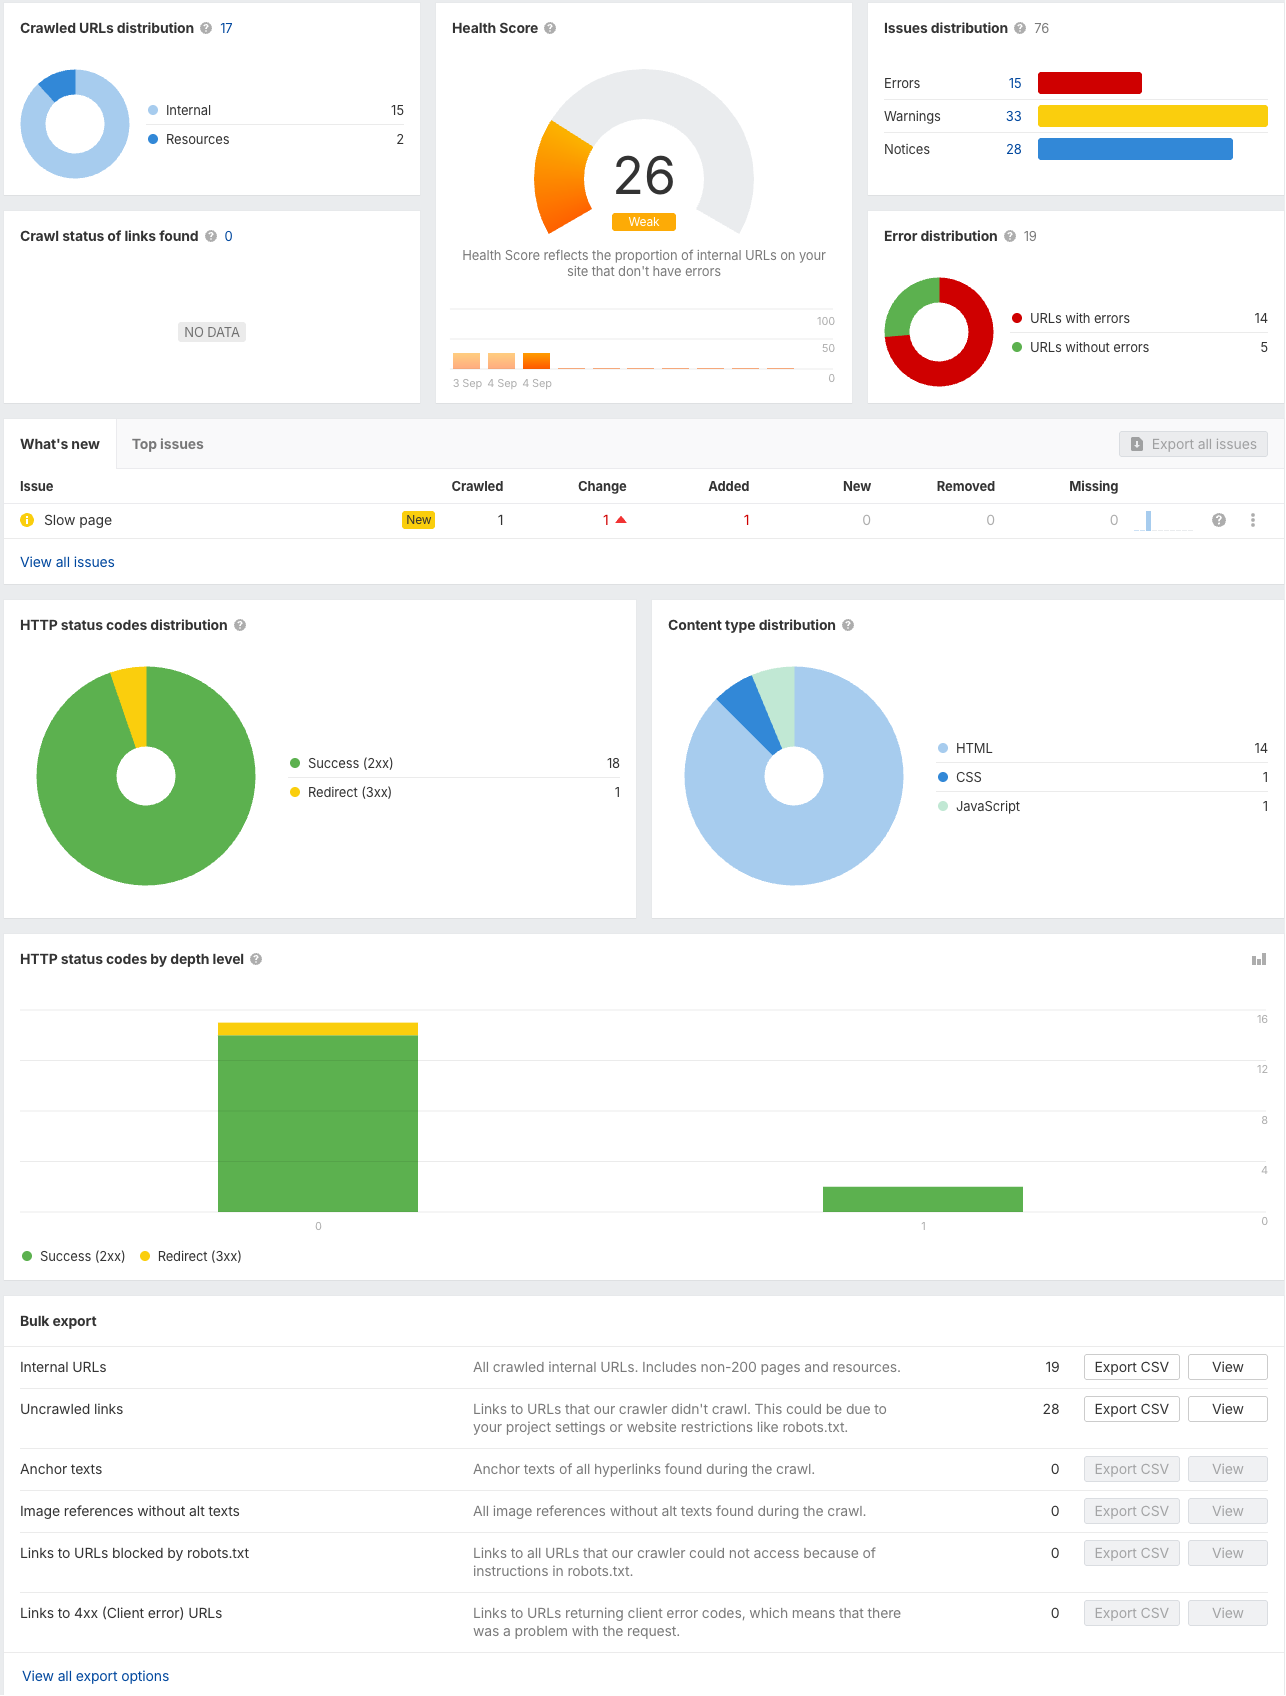 Crawled URLs distribution 17
Internal 15
Resources 2
Health Score
26
Weak
Health Score reflects the proportion of internal URLs on your
site that don't have errors
100
50
0
3 Sep 4 Sep 4 Sep
Issues distribution 76
Errors 15
Warnings 33
Notices 28
Crawl status of links found 0
NO DATA
Error distribution 19
URLs with errors 14
URLs without errors 5
What's new Top issues Export all issues
Issue Crawled Change Added New Removed Missing
Slow page New 1 1 1 0 0 0
View all issues
HTTP status codes distribution
Success (2xx) 18
Redirect (3xx) 1
Content type distribution
HTML 14
CSS 1
JavaScript 1
HTTP status codes by depth level
16
12
8
4
0
0 1
Success (2xx) Redirect (3xx)
Bulk export
Internal URLs All crawled internal URLs. Includes non-200 pages and resources. 19 Export CSV View
Uncrawled links Links to URLs that our crawler didn't crawl. This could be due to 28 Export CSV View
your project settings or website restrictions like robots.txt.
Anchor texts Anchor texts of all hyperlinks found during the crawl. 0 Export CSV View
Image references without alt texts All image references without alt texts found during the crawl. 0 Export CSV View
Links to URLs blocked by robots.txt Links to all URLs that our crawler could not access because of 0 Export CSV View
instructions in robots.txt.
Links to 4xx (Client error) URLs Links to URLs returning client error codes, which means that there 0 Export CSV View
was a problem with the request.
View all export options